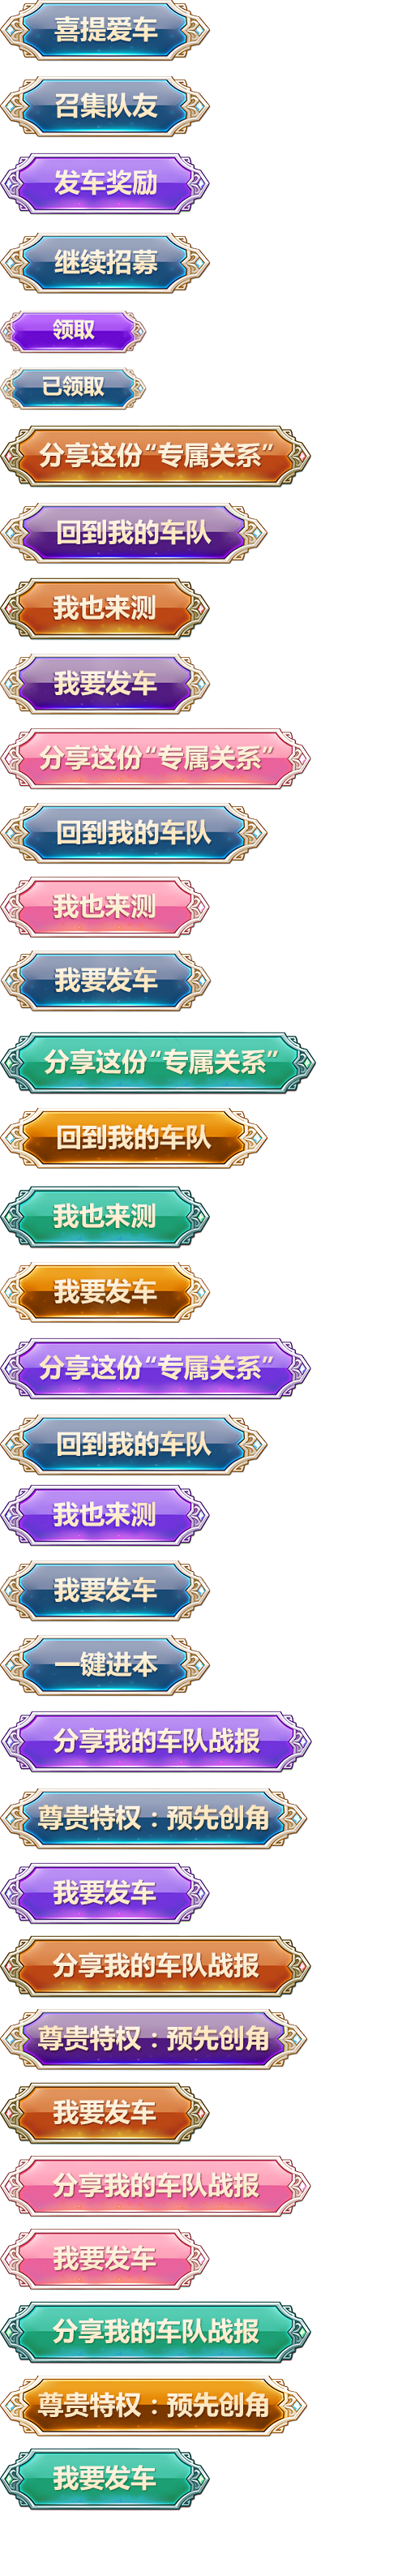 喜提爱车
召集队友
发车奖励
继续招募
领取
已领取
分享这份“专属关系”
回到我的车队
我也来测
我要发车
分享这份“专属关系”
回到我的车队
我也来测
我要发车
分享这份“专属关系”
回到我的车队
我也来测
我要发车
分享这份“专属关系”
回到我的车队
我也来测
我要发车
一键进本
分享我的车队战报
尊贵特权：预先创角
我要发车
分享我的车队战报
尊贵特权：预先创角
我要发车
分享我的车队战报
我要发车
分享我的车队战报
尊贵特权：预先创角
我要发车